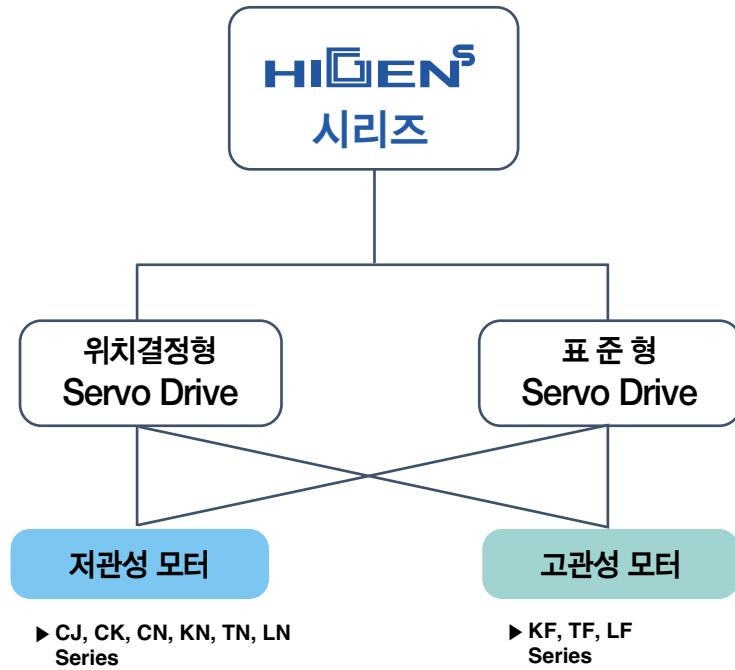 HIGEN S
시리즈
위치결정형
Servo Drive
표 준 형
Servo Drive
저관성 모터
고관성 모터
▶ CJ, CK, CN, KN, TN, LN
Series
▶ KF, TF, LF
Series